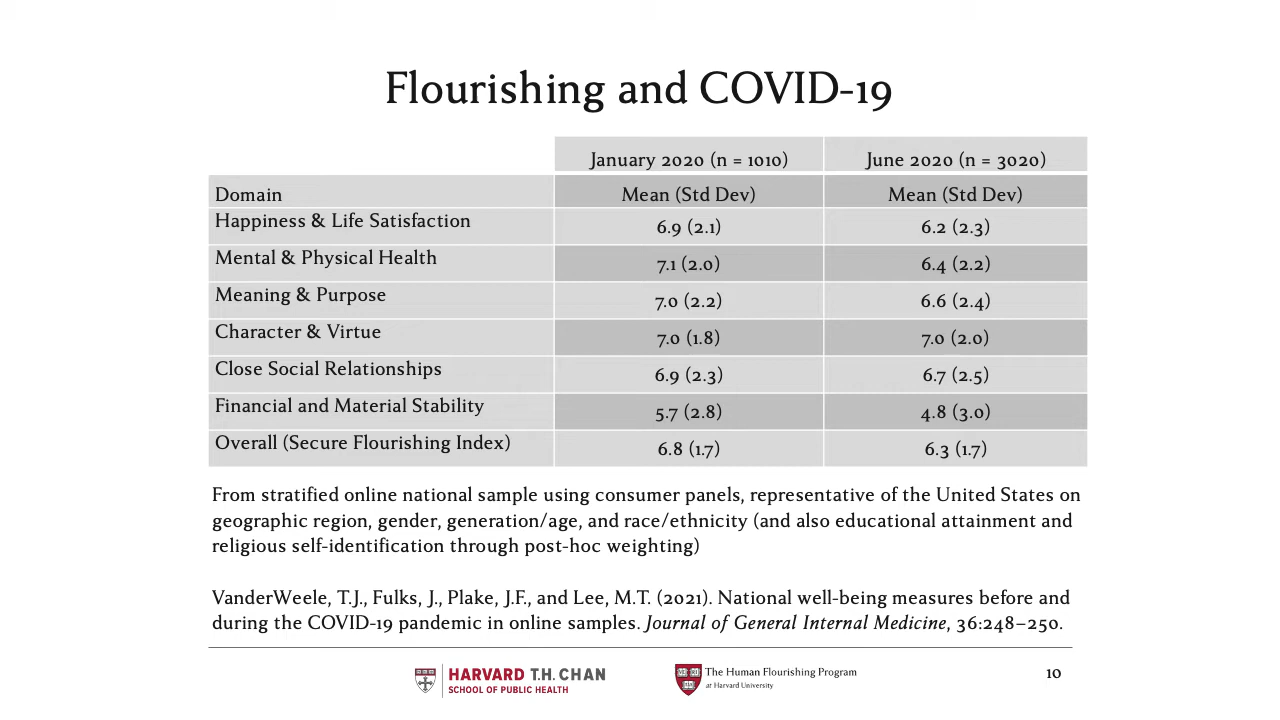 Flourishing and COVID-19
January 2020 (n = 1010) June 2020 (n = 3020)
Domain Mean (Std Dev) Mean (Std Dev)
Happiness & Life Satisfaction 6.9 (2.1) 6.2 (2.3)
Mental & Physical Health 7.1 (2.0) 6.4 (2.2)
Meaning & Purpose 7.0 (2.2) 6.6 (2.4)
Character & Virtue 7.0 (1.8) 7.0 (2.0)
Close Social Relationships 6.9 (2.3) 6.7 (2.5)
Financial and Material Stability 5.7 (2.8) 4.8 (3.0)
Overall (Secure Flourishing Index) 6.8 (1.7) 6.3 (1.7)
From stratified online national sample using consumer panels, representative of the United States on
geographic region, gender, generation/age, and race/ethnicity (and also educational attainment and
religious self-identification through post-hoc weighting)
VanderWeele, T.J., Fulks, J., Plake, J.F., and Lee, M.T. (2021). National well-being measures before and
during the COVID-19 pandemic in online samples. Journal of General Internal Medicine, 36:248–250.
HARVARD T.H. CHAN
SCHOOL OF PUBLIC HEALTH
The Human Flourishing Program
at Harvard University
10